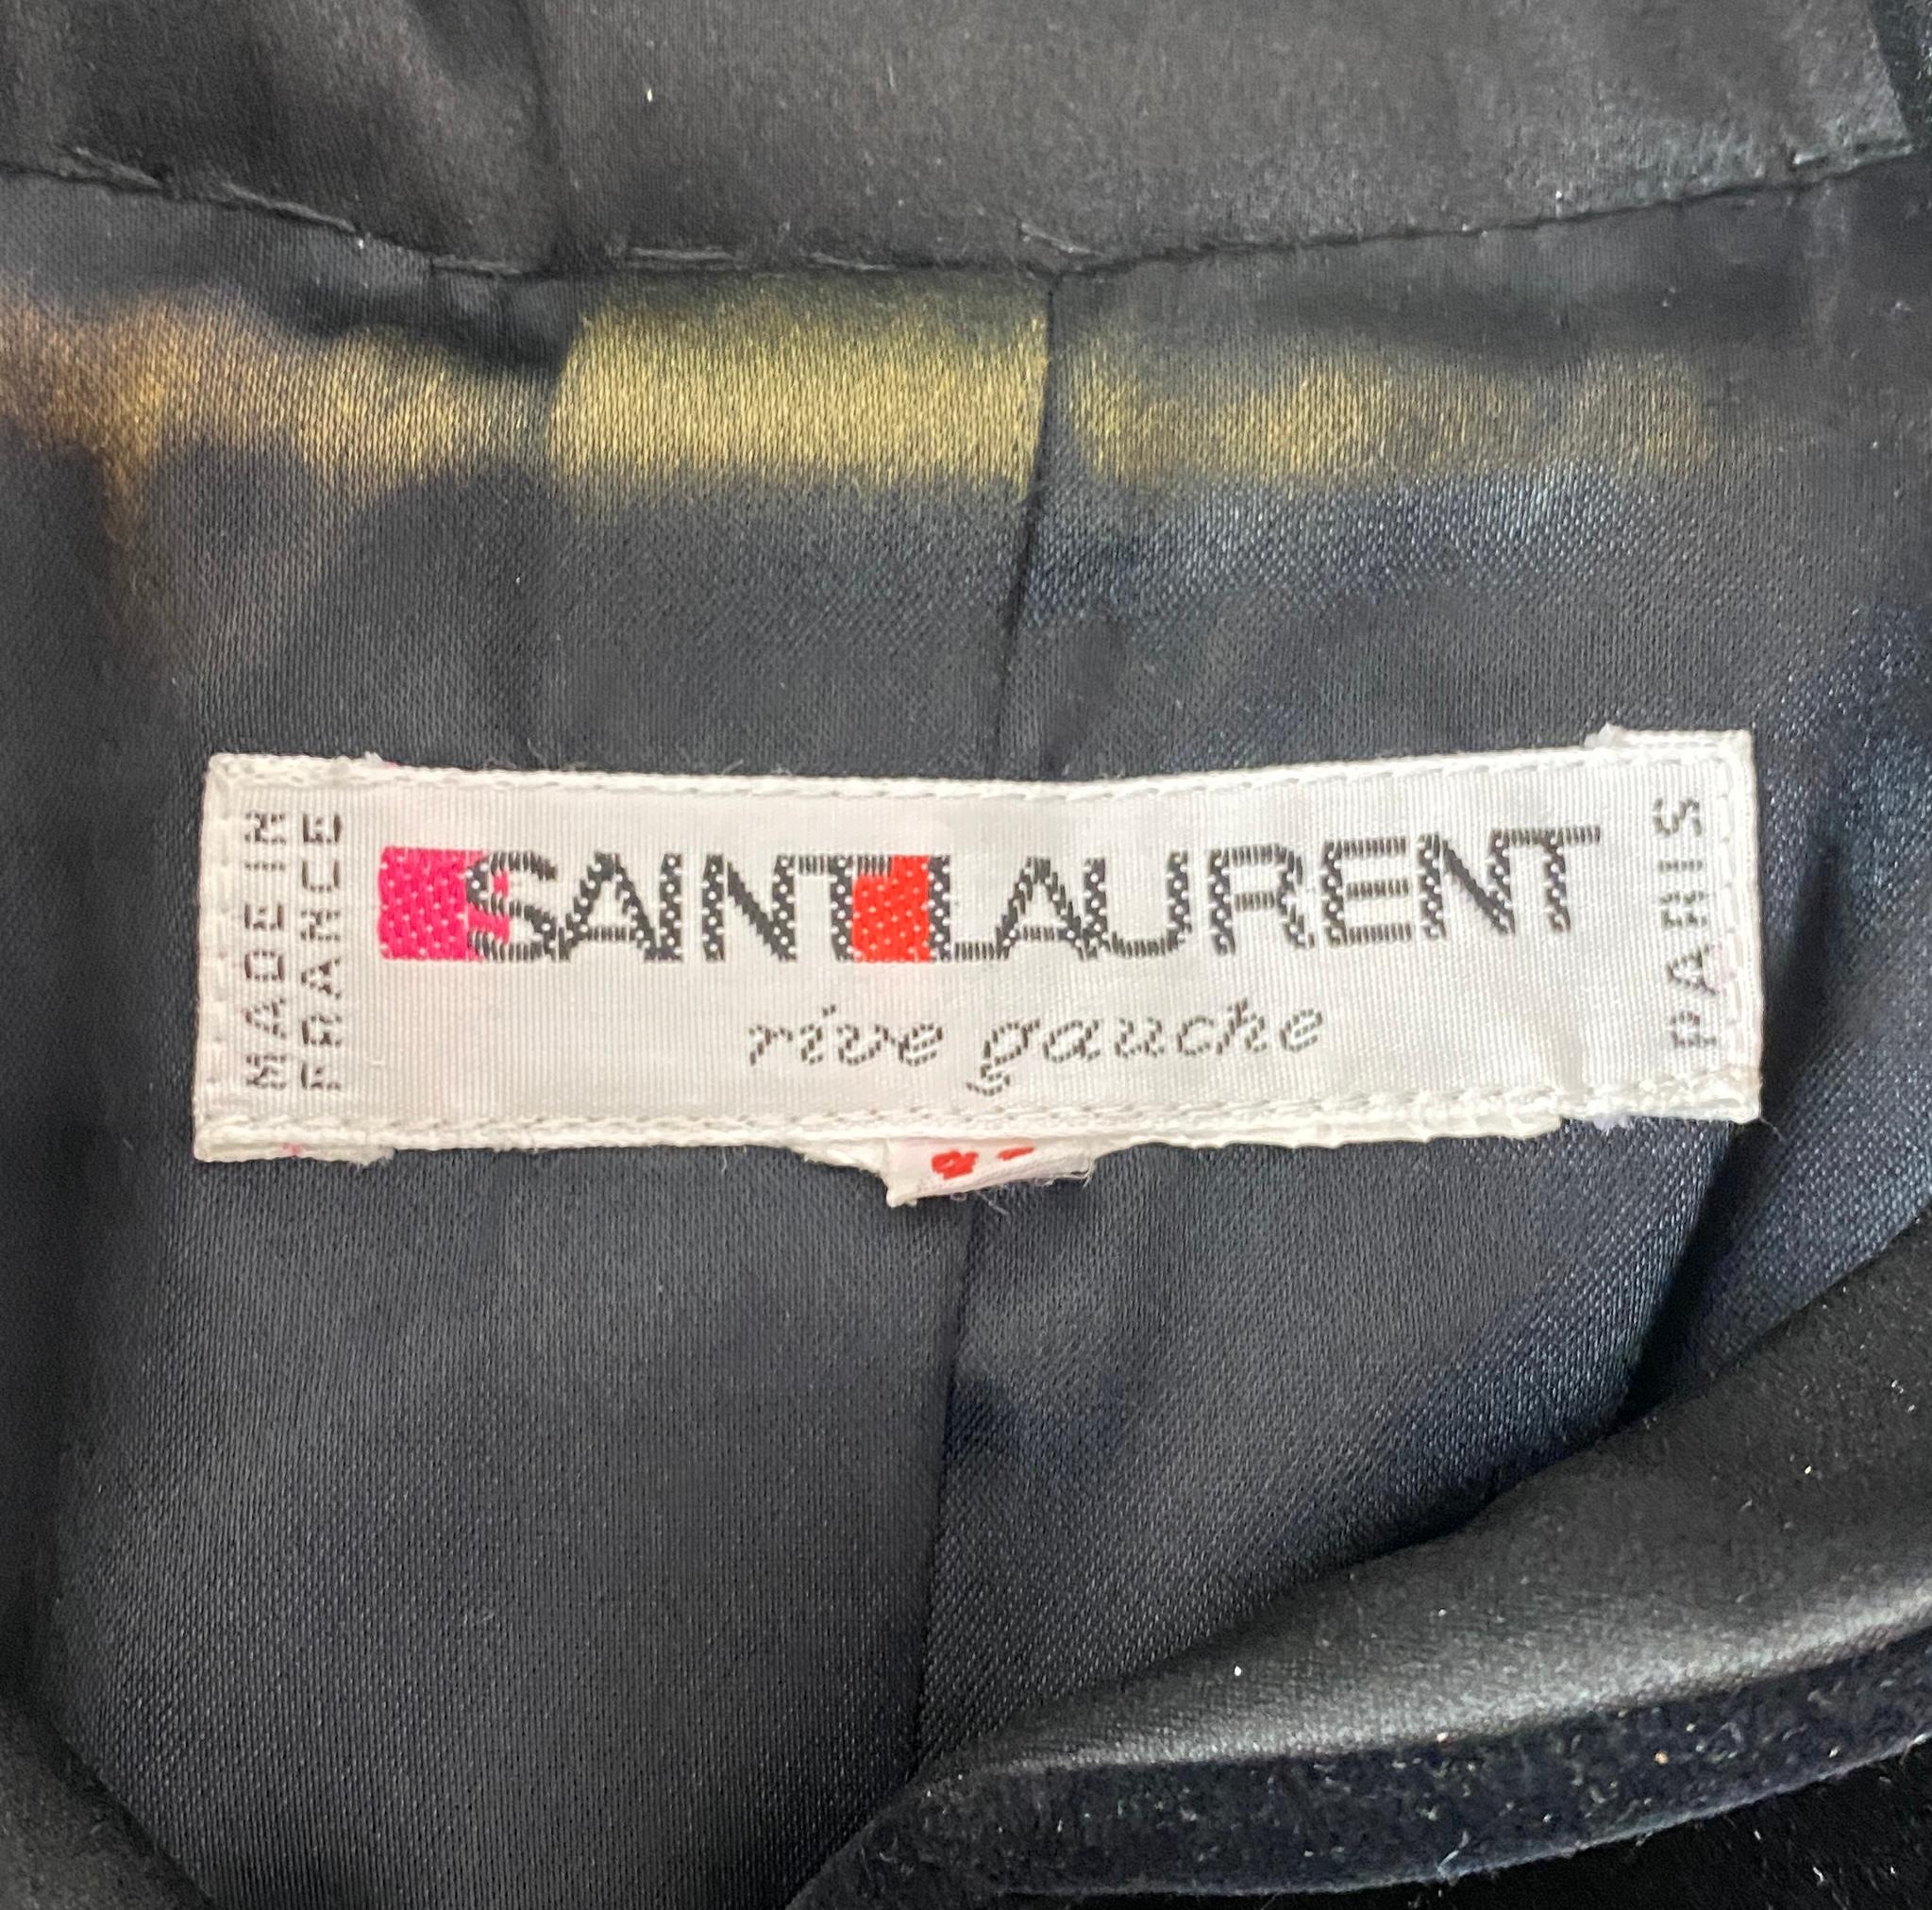 MADE IN
FRANCE
SAINT LAURENT
rive gauche
PARIS